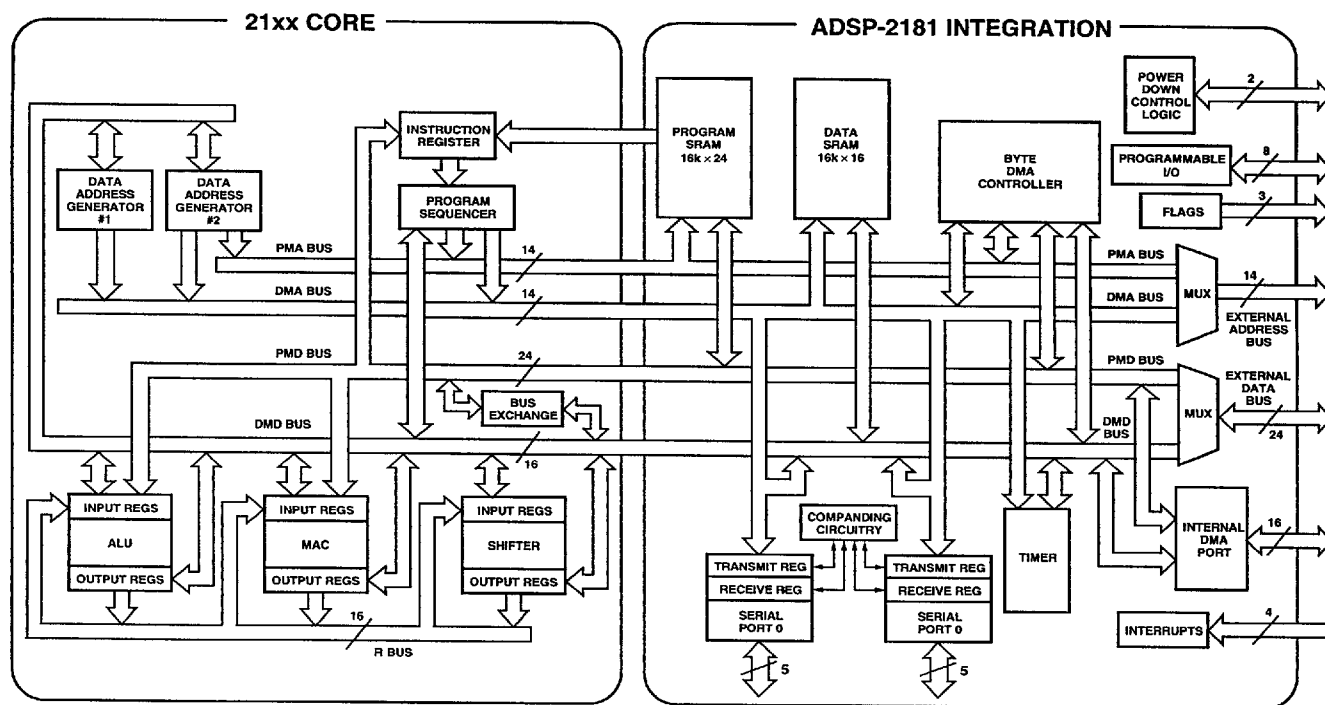 21xx CORE
ADSP-2181 INTEGRATION
INSTRUCTION
REGISTER
PROGRAM
SRAM
16k × 24
DATA
SRAM
16k × 16
BYTE
DMA
CONTROLLER
POWER
DOWN
CONTROL
LOGIC
2
PROGRAMMABLE
I/O
8
FLAGS
3
DATA
ADDRESS
GENERATOR
#1
DATA
ADDRESS
GENERATOR
#2
PROGRAM
SEQUENCER
PMA BUS
14
PMA BUS
DMA BUS
14
DMA BUS
MUX
14
EXTERNAL
ADDRESS
BUS
PMD BUS
24
PMD BUS
EXTERNAL
DATA
BUS
MUX
24
BUS
EXCHANGE
DMD BUS
16
DMD
BUS
INPUT REGS
ALU
OUTPUT REGS
INPUT REGS
MAC
OUTPUT REGS
INPUT REGS
SHIFTER
OUTPUT REGS
16
R BUS
COMPANDING
CIRCUITRY
TRANSMIT REG
RECEIVE REG
SERIAL
PORT 0
5
TRANSMIT REG
RECEIVE REG
SERIAL
PORT 0
5
TIMER
INTERNAL
DMA
PORT
16
INTERRUPTS
4